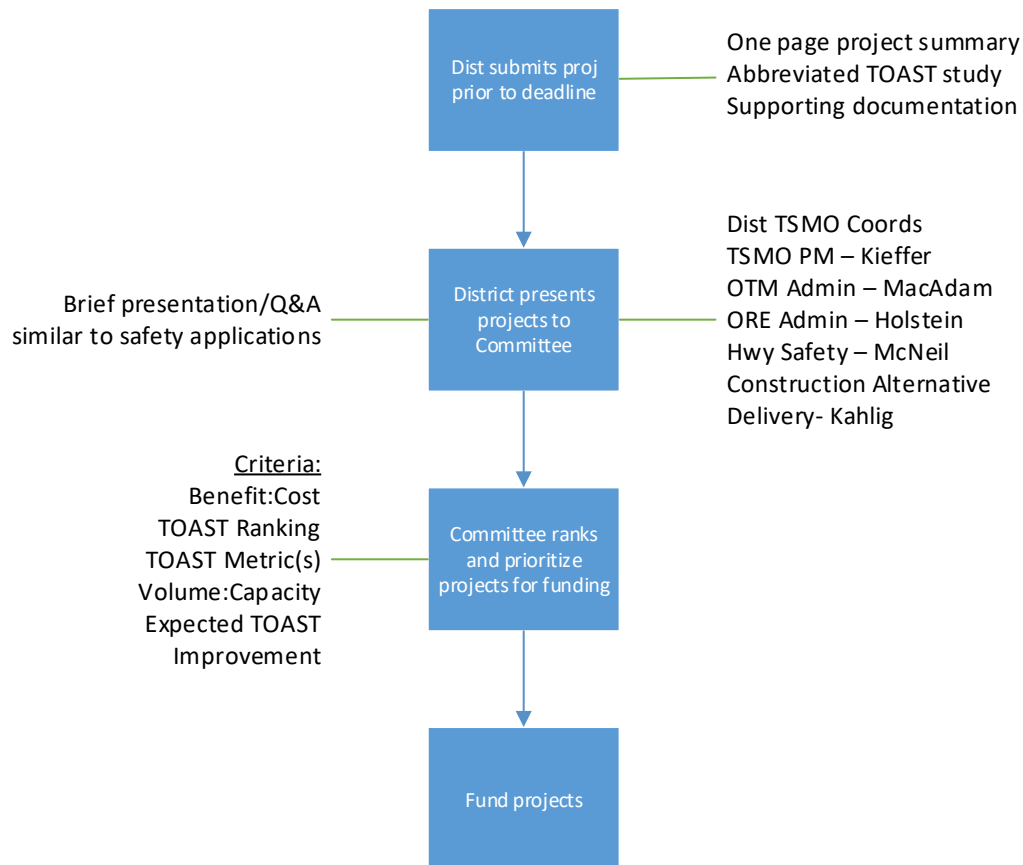 Dist submits proj
prior to deadline
One page project summary
Abbreviated TOAST study
Supporting documentation
Brief presentation/Q&A
similar to safety applications
District presents
projects to
Committee
Dist TSMO Coords
TSMO PM – Kieffer
OTM Admin – MacAdam
ORE Admin – Holstein
Hwy Safety – McNeil
Construction Alternative
Delivery- Kahlig
Criteria:
Benefit:Cost
TOAST Ranking
TOAST Metric(s)
Volume:Capacity
Expected TOAST
Improvement
Committee ranks
and prioritize
projects for funding
Fund projects